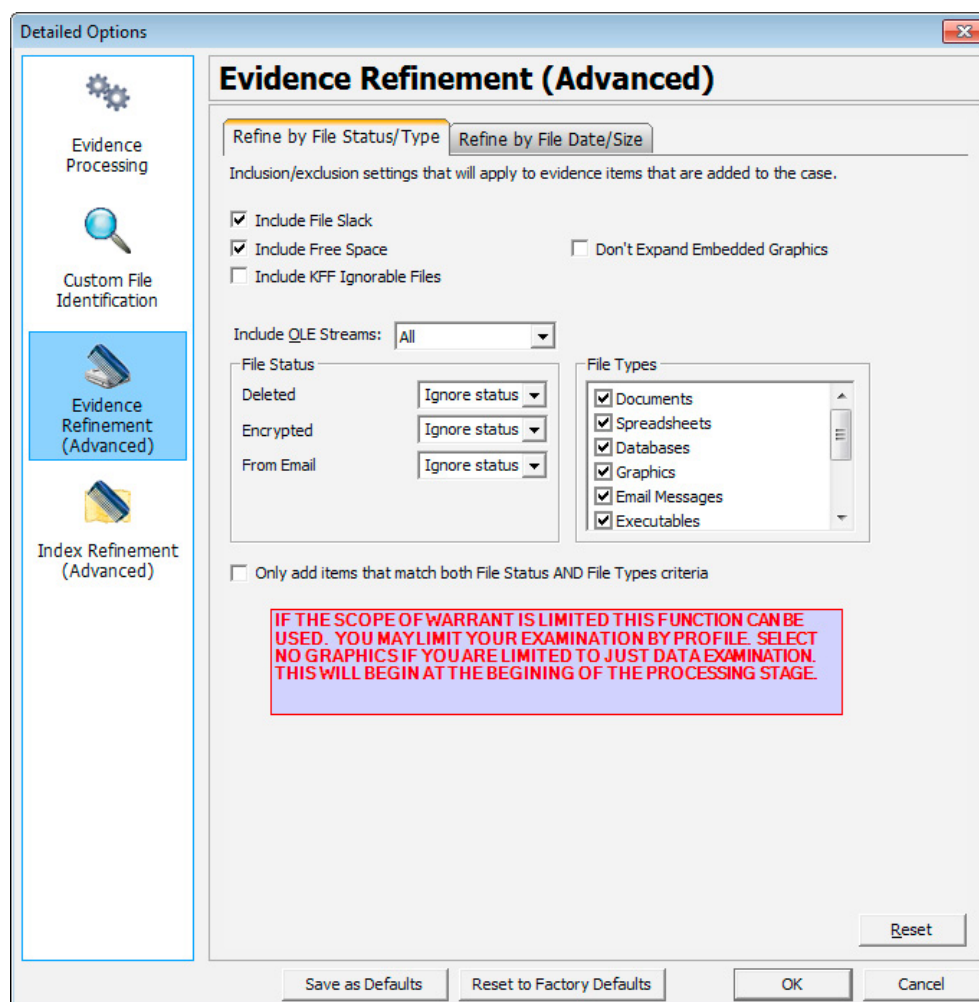 Detailed Options
Evidence
Processing
Custom File
Identification
Evidence
Refinement
(Advanced)
Index Refinement
(Advanced)
Evidence Refinement (Advanced)
Refine by File Status/Type
Refine by File Date/Size
Inclusion/exclusion settings that will apply to evidence items that are added to the case.
Include File Slack
Include Free Space
Don't Expand Embedded Graphics
Include KFF Ignorable Files
Include OLE Streams: All
File Status
Deleted Ignore status
Encrypted Ignore status
From Email Ignore status
File Types
Documents
Spreadsheets
Databases
Graphics
Email Messages
Executables
Only add items that match both File Status AND File Types criteria
IF THE SCOPE OF WARRANT IS LIMITED THIS FUNCTION CAN BE
USED. YOU MAY LIMIT YOUR EXAMINATION BY PROFILE. SELECT
NO GRAPHICS IF YOU ARE LIMITED TO JUST DATA EXAMINATION.
THIS WILL BEGIN AT THE BEGINING OF THE PROCESSING STAGE.
Reset
Save as Defaults
Reset to Factory Defaults
OK
Cancel